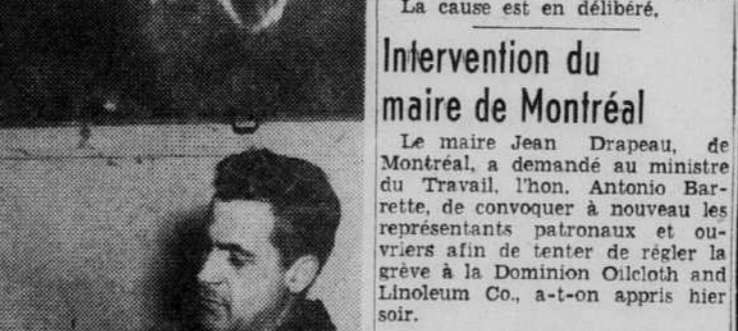 La cause est en délibéré.
Intervention du
maire de Montréal
Le maire Jean Drapeau, de
Montréal, a demandé au ministre
du Travail, l'hon. Antonio Bar-
rette, de convoquer à nouveau les
représentants patronaux et ou-
vriers afin de tenter de régler la
grève à la Dominion Oilcloth and
Linoleum Co., a-t-on appris hier
soir.